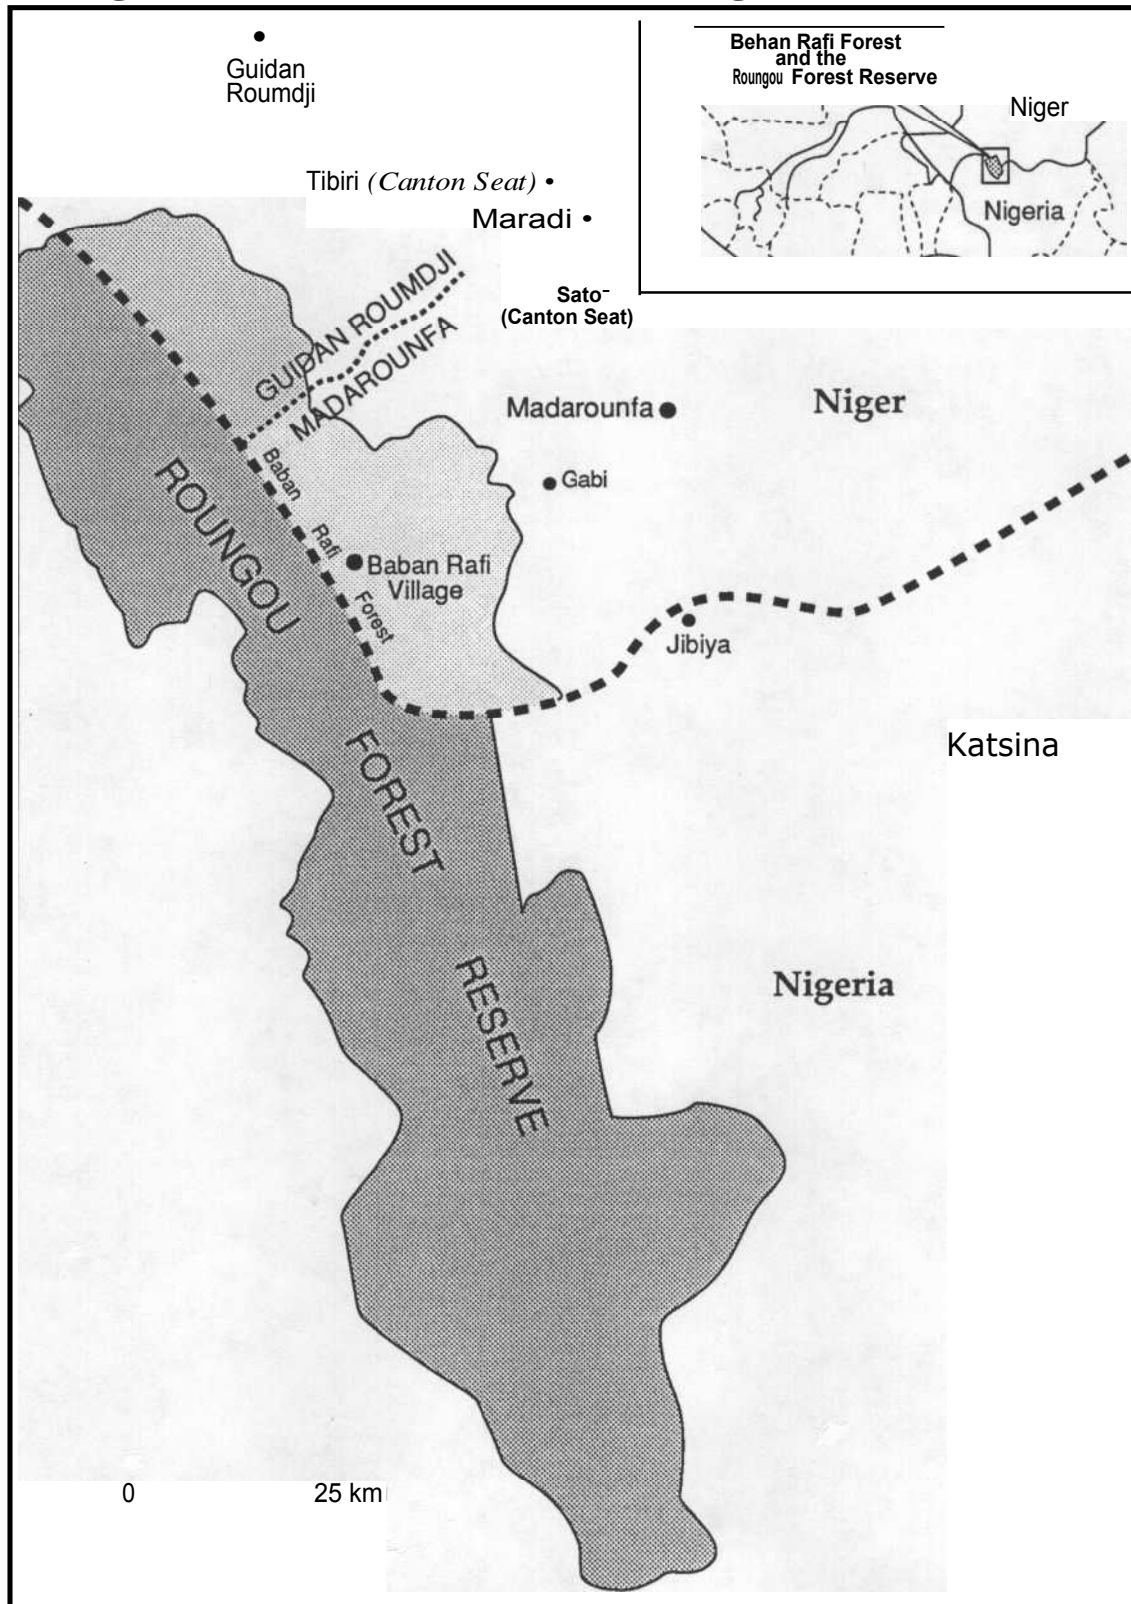 Guidan
Roumdji
Behan Rafi Forest
and the
Roungou Forest Reserve
Niger
Nigeria
Tibiri (Canton Seat) •
Maradi •
Sato-
(Canton Seat)
GUIDAN ROUMDJI
MADAROUNFA
Madarounfa
Niger
Gabi
Baban
Rafi
Forest
Baban Rafi
Village
Jibiya
ROUNGOU
FOREST
RESERVE
Katsina
Nigeria
0 25 km